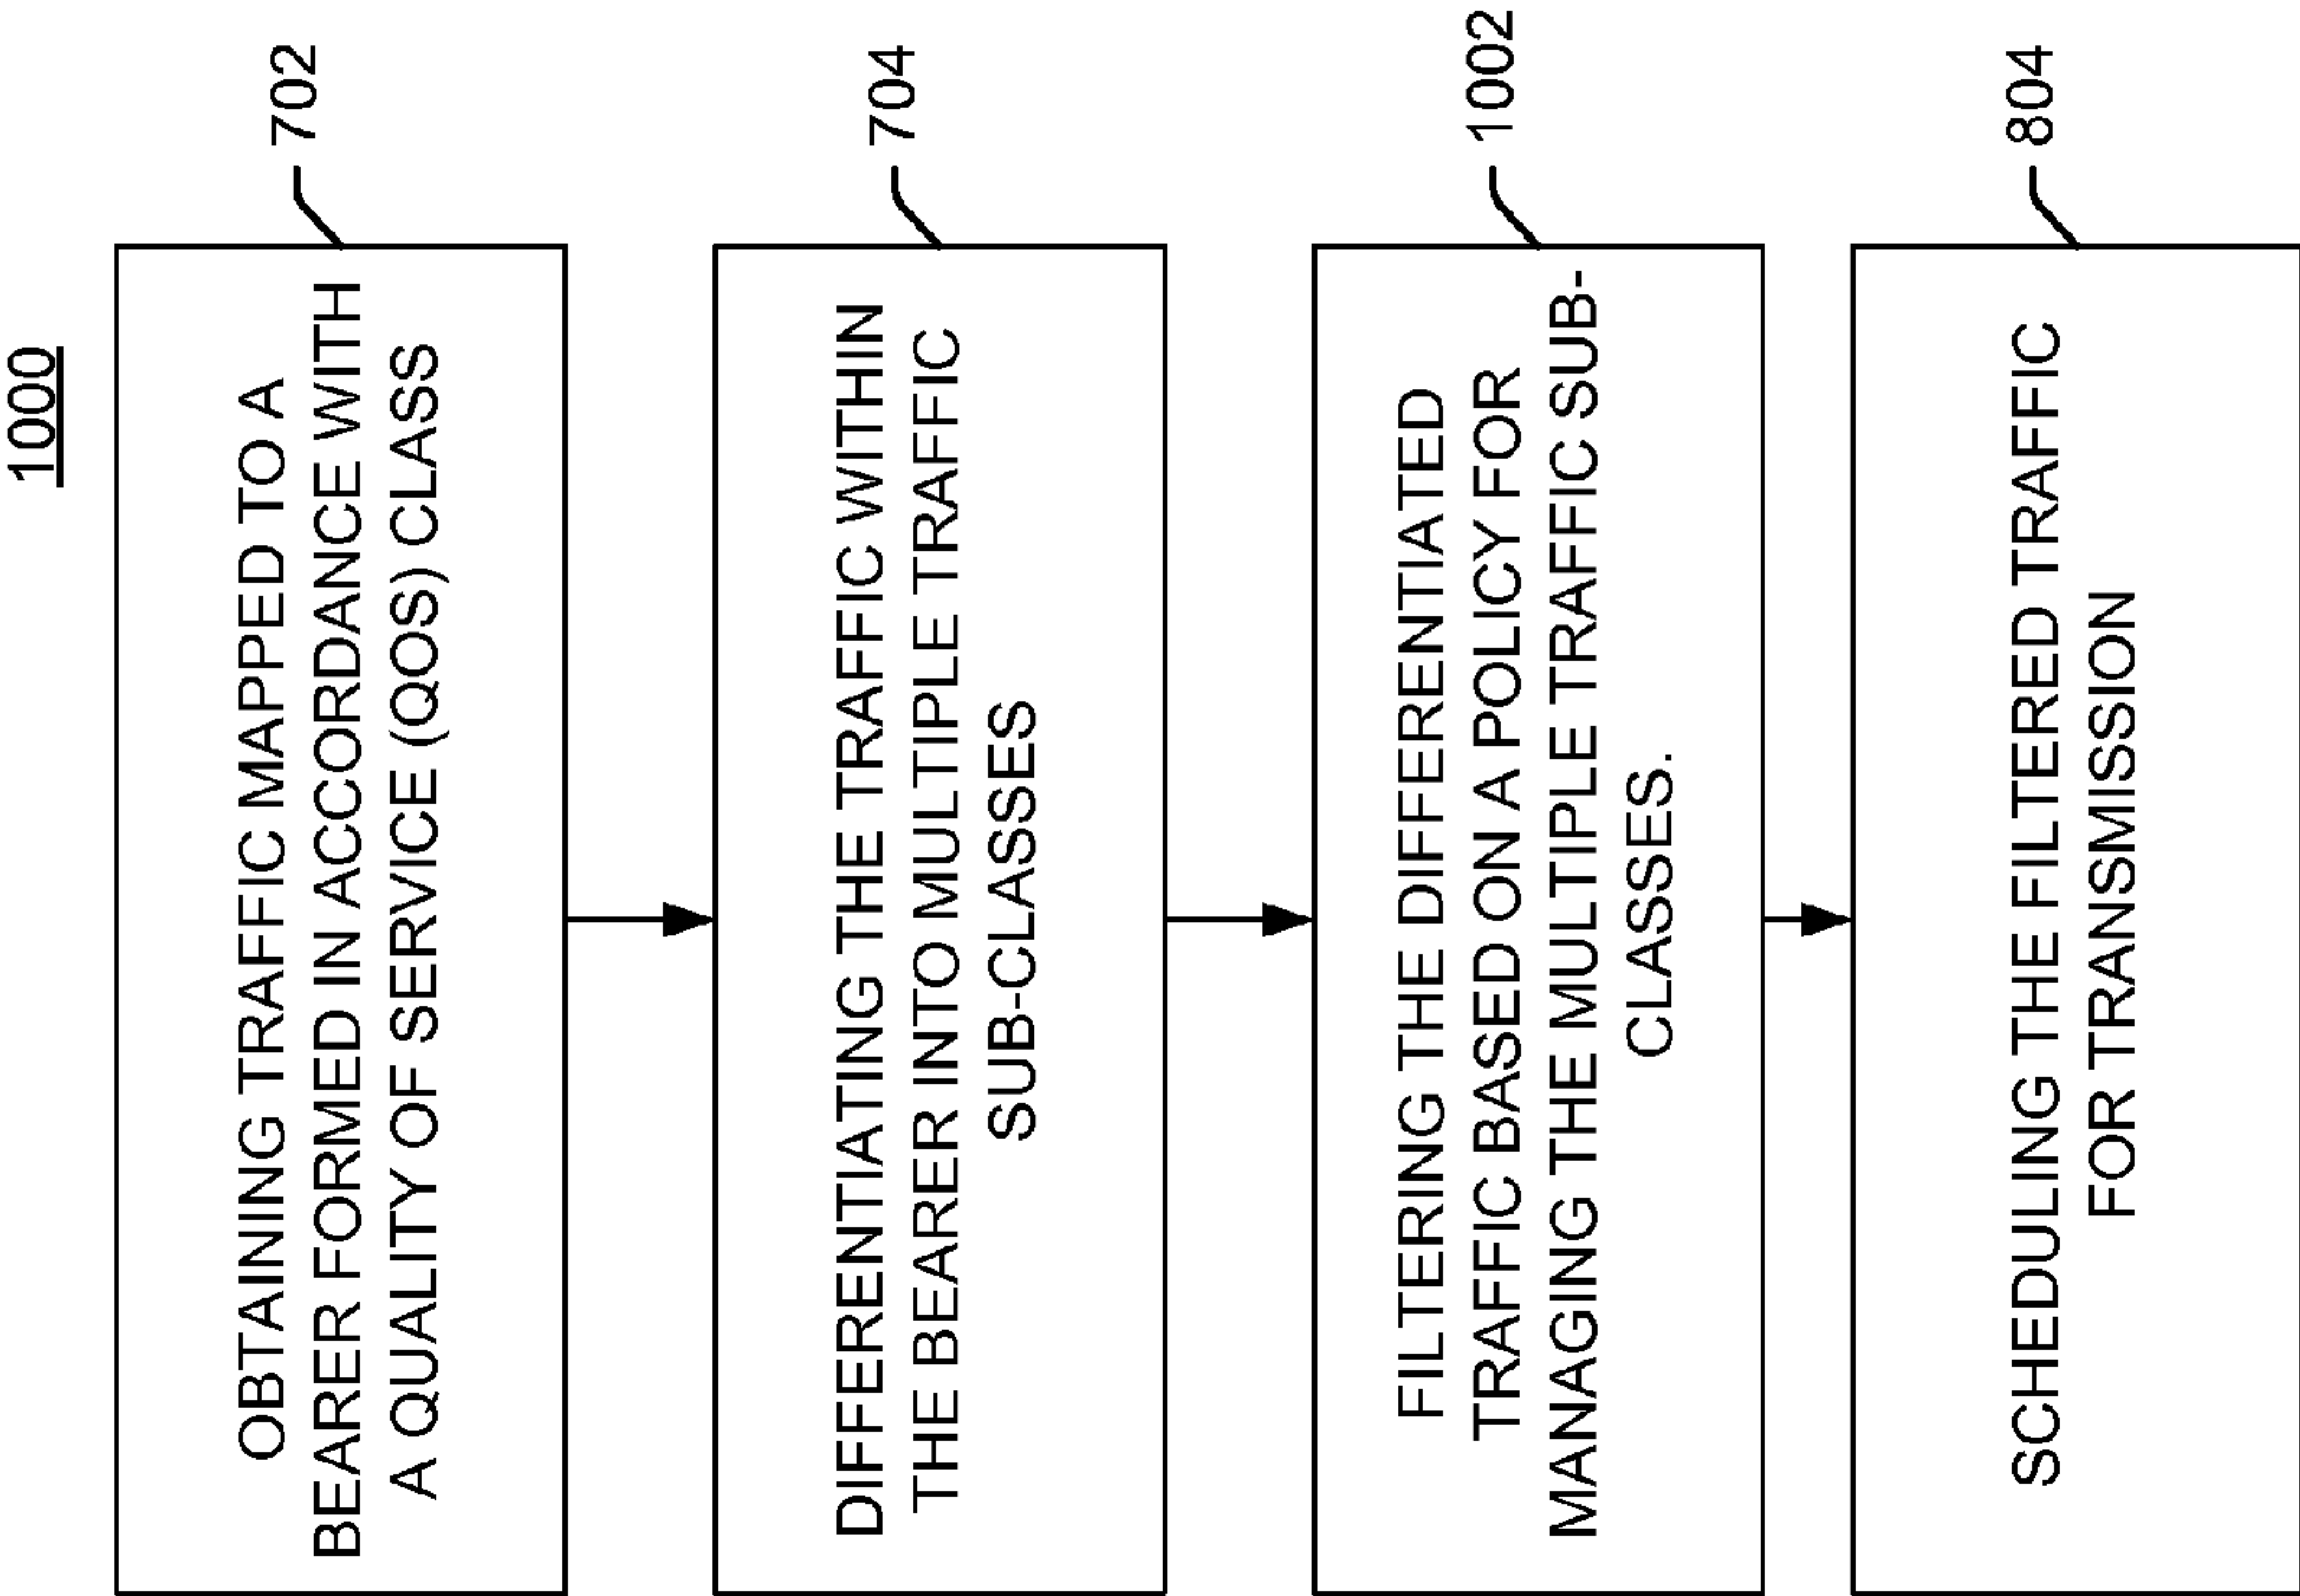 1000
OBTAINING TRAFFIC MAPPED TO A
BEARER FORMED IN ACCORDANCE WITH
A QUALITY OF SERVICE (QOS) CLASS
702
DIFFERENTIATING THE TRAFFIC WITHIN
THE BEARER INTO MULTIPLE TRAFFIC
SUB-CLASSES
704
FILTERING THE DIFFERENTIATED
TRAFFIC BASED ON A POLICY FOR
MANAGING THE MULTIPLE TRAFFIC SUB-
CLASSES.
1002
SCHEDULING THE FILTERED TRAFFIC
FOR TRANSMISSION
804